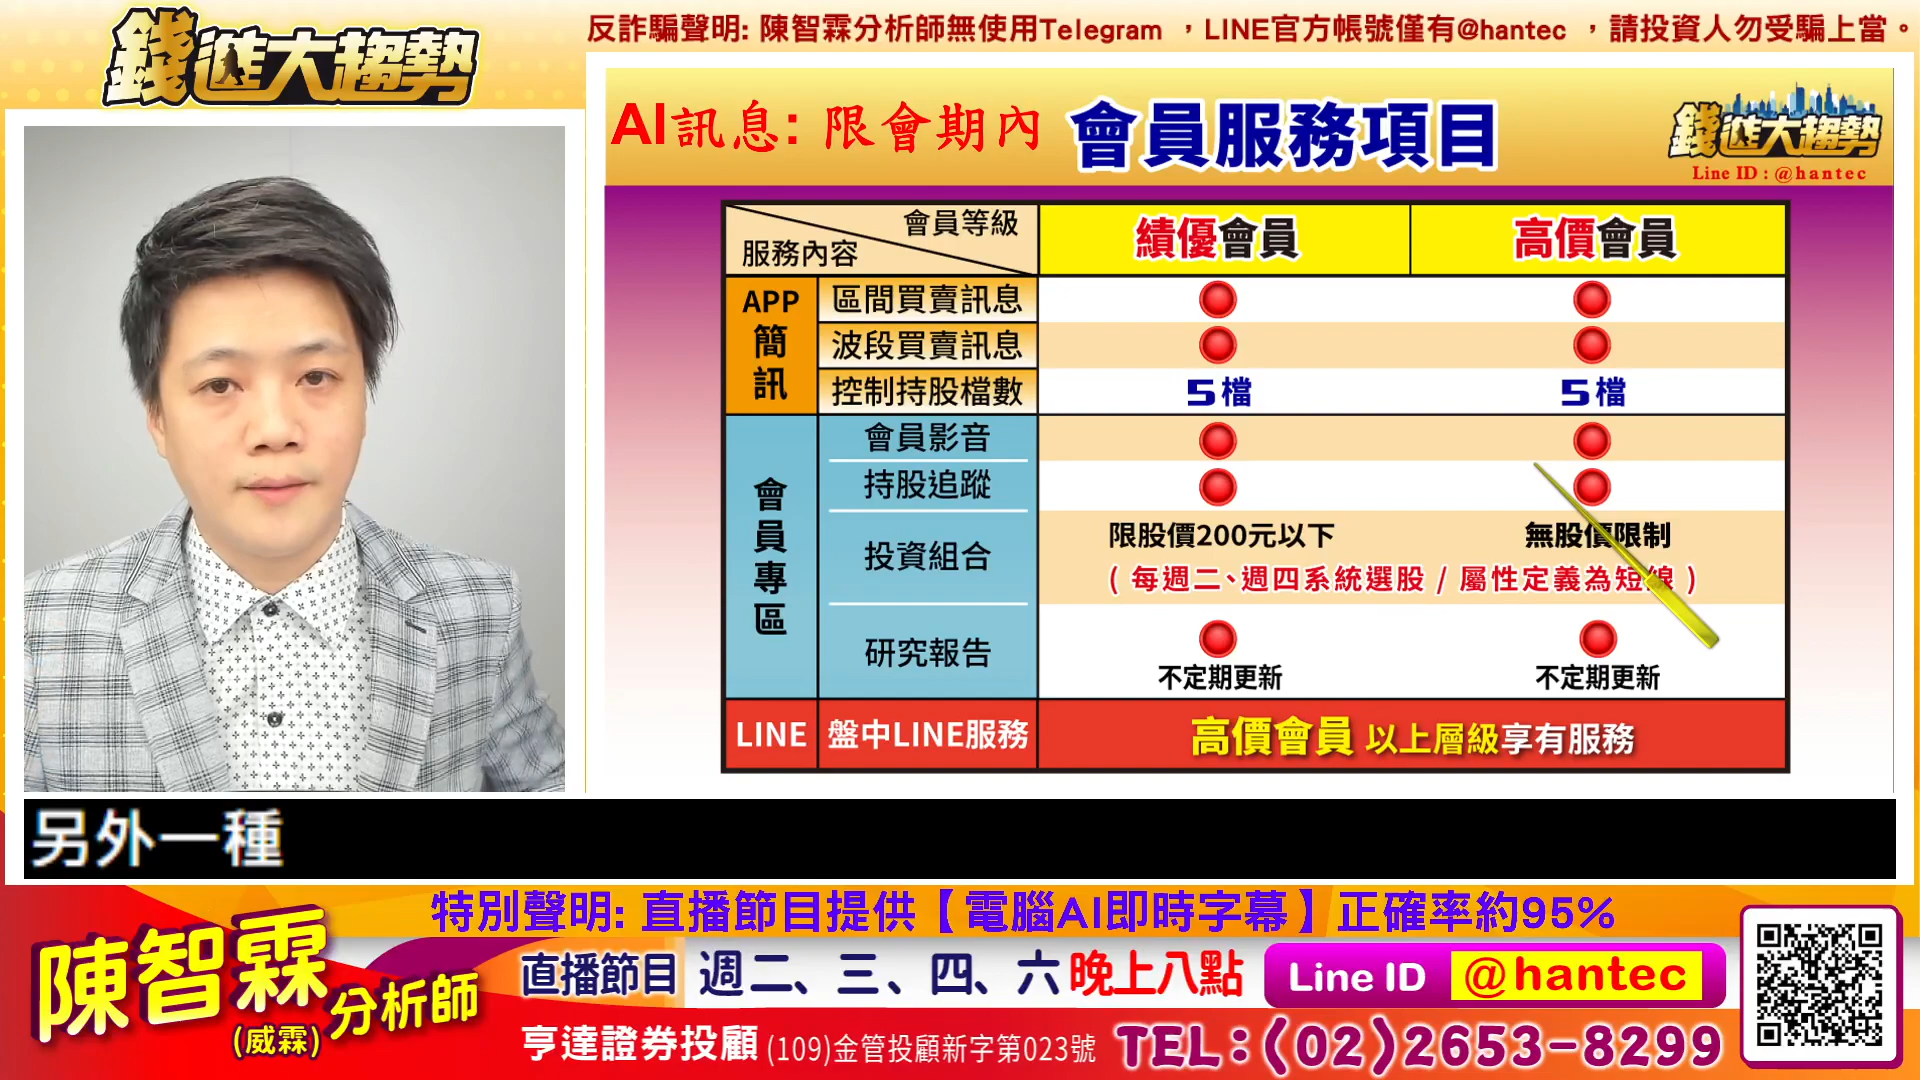 錢進大趨勢
反詐騙聲明: 陳智霖分析師無使用Telegram ，LINE官方帳號僅有@hantec ，請投資人勿受騙上當。
AI訊息: 限會期內 會員服務項目
錢進大趨勢
Line ID : @hantec
會員等級
服務內容
績優會員
高價會員
APP簡訊
區間買賣訊息
波段買賣訊息
控制持股檔數 5檔 5檔
會員專區
會員影音
持股追蹤
投資組合
限股價200元以下 無股價限制
( 每週二、週四系統選股 / 屬性定義為短線 )
研究報告
不定期更新 不定期更新
LINE 盤中LINE服務 高價會員 以上層級享有服務
另外一種
特別聲明: 直播節目提供【電腦AI即時字幕】正確率約95%
陳智霖分析師
(威霖)
直播節目 週二、三、四、六 晚上八點 Line ID @hantec
亨達證券投顧 (109)金管投顧新字第023號 TEL:(02)2653-8299